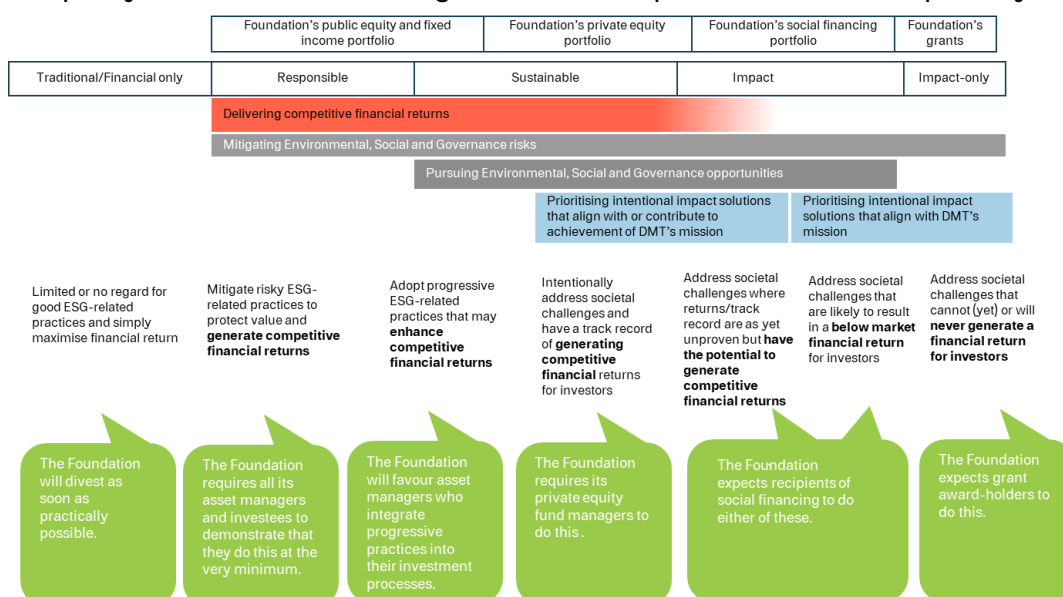 Foundation's public equity and fixed
income portfolio
Foundation's private equity
portfolio
Foundation's social financing
portfolio
Foundation's
grants
Traditional/Financial only
Responsible
Sustainable
Impact
Impact-only
Delivering competitive financial returns
Mitigating Environmental, Social and Governance risks
Pursuing Environmental, Social and Governance opportunities
Prioritising intentional impact solutions
that align with or contribute to
achievement of DMT's mission
Prioritising intentional impact
solutions that align with DMT's
mission
Limited or no regard for
good ESG-related
practices and simply
maximise financial return
Mitigate risky ESG-
related practices to
protect value and
generate competitive
financial returns
Adopt progressive
ESG-related
practices that may
enhance
competitive
financial returns
Intentionally
address societal
challenges and
have a track record
of generating
competitive
financial returns
for investors
Address societal
challenges where
returns/track
record are as yet
unproven but have
the potential to
generate
competitive
financial returns
Address societal
challenges that
are likely to result
in a below market
financial return
for investors
Address societal
challenges that
cannot (yet) or will
never generate a
financial return
for investors
The Foundation
will divest as
soon as
practically
possible.
The Foundation
requires all its
asset managers
and investees to
demonstrate that
they do this at the
very minimum.
The Foundation
will favour asset
managers who
integrate
progressive
practices into
their investment
processes.
The Foundation
requires its
private equity
fund managers to
do this .
The Foundation
expects recipients of
social financing to do
either of these.
The Foundation
expects grant
award-holders to
do this.